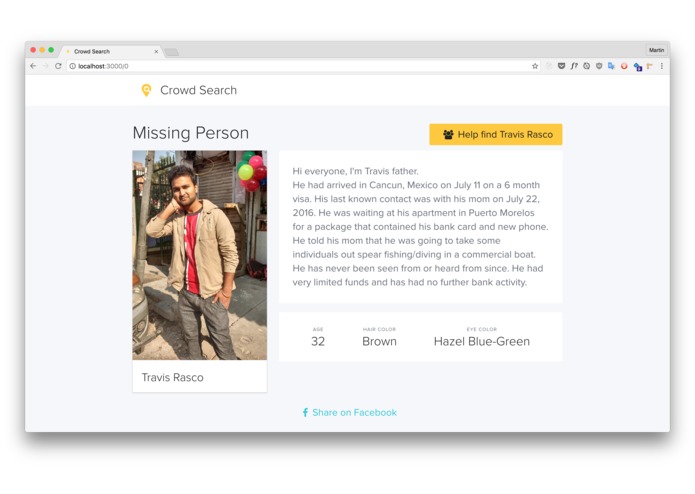 Crowd Search
Martin
localhost:3000/0
Crowd Search
Missing Person
Help find Travis Rasco
Hi everyone, I'm Travis father.
He had arrived in Cancun, Mexico on July 11 on a 6 month
visa. His last known contact was with his mom on July 22,
2016. He was waiting at his apartment in Puerto Morelos
for a package that contained his bank card and new phone.
He told his mom that he was going to take some
individuals out spear fishing/diving in a commercial boat.
He has never been seen from or heard from since. He had
very limited funds and has had no further bank activity.
AGE HAIR COLOR EYE COLOR
32 Brown Hazel Blue-Green
Travis Rasco
Share on Facebook